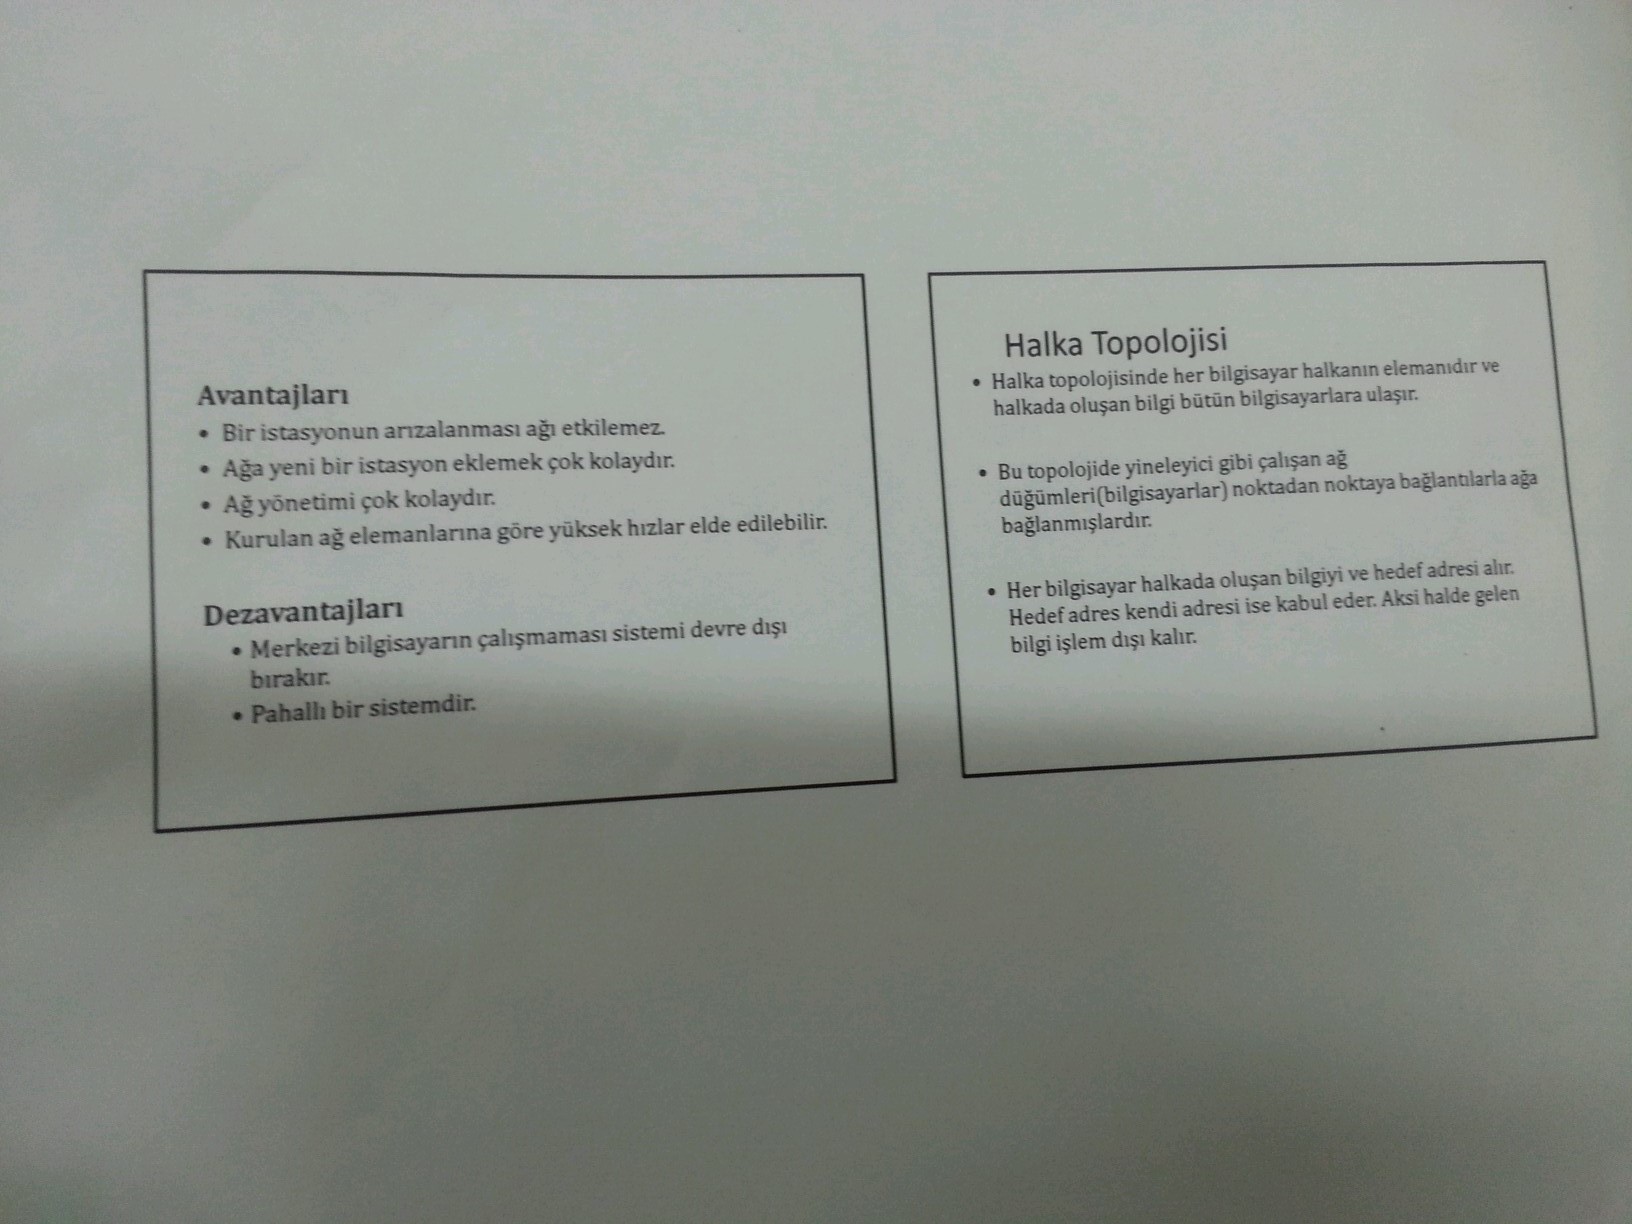 Avantajları
• Bir istasyonun arızalanması ağı etkilemez.
• Ağa yeni bir istasyon eklemek çok kolaydır.
• Ağ yönetimi çok kolaydır.
• Kurulan ağ elemanlarına göre yüksek hızlar elde edilebilir.
Dezavantajları
• Merkezi bilgisayarın çalışmaması sistemi devre dışı
bırakır.
• Pahallı bir sistemdir.
Halka Topolojisi
• Halka topolojisinde her bilgisayar halkanın elemanıdır ve
halkada oluşan bilgi bütün bilgisayarlara ulaşır.
• Bu topolojide yineleyici gibi çalışan ağ
düğümleri(bilgisayarlar) noktadan noktaya bağlantılarla ağa
bağlanmışlardır.
• Her bilgisayar halkada oluşan bilgiyi ve hedef adresi alır.
Hedef adres kendi adresi ise kabul eder. Aksi halde gelen
bilgi işlem dışı kalır.